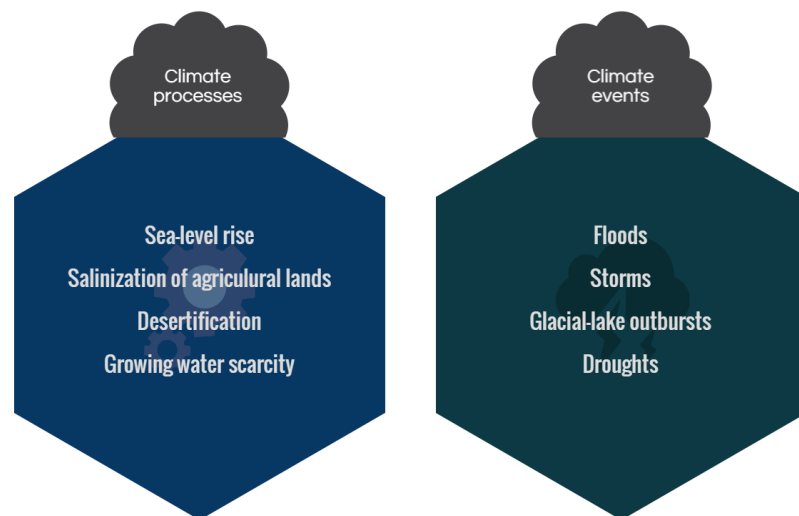 Climate
processes
Sea-level rise
Salinization of agriculural lands
Desertification
Growing water scarcity
Climate
events
Floods
Storms
Glacial-lake outbursts
Droughts